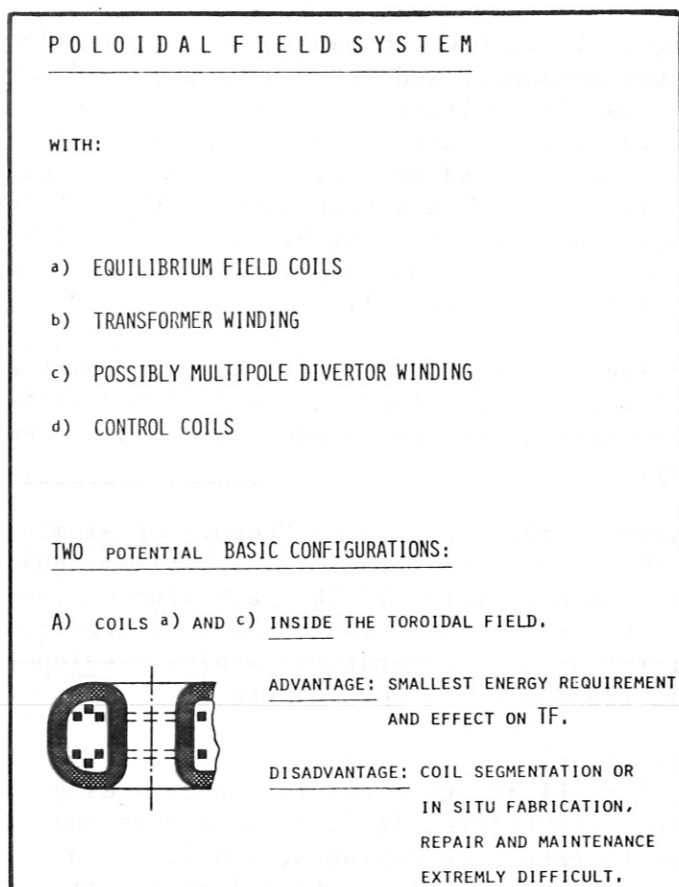 POLOIDAL FIELD SYSTEM
WITH:
a) EQUILIBRIUM FIELD COILS
b) TRANSFORMER WINDING
c) POSSIBLY MULTIPOLE DIVERTOR WINDING
d) CONTROL COILS
TWO POTENTIAL BASIC CONFIGURATIONS:
A) COILS a) AND c) INSIDE THE TOROIDAL FIELD.
ADVANTAGE: SMALLEST ENERGY REQUIREMENT
AND EFFECT ON TF.
DISADVANTAGE: COIL SEGMENTATION OR
IN SITU FABRICATION,
REPAIR AND MAINTENANCE
EXTREMLY DIFFICULT.